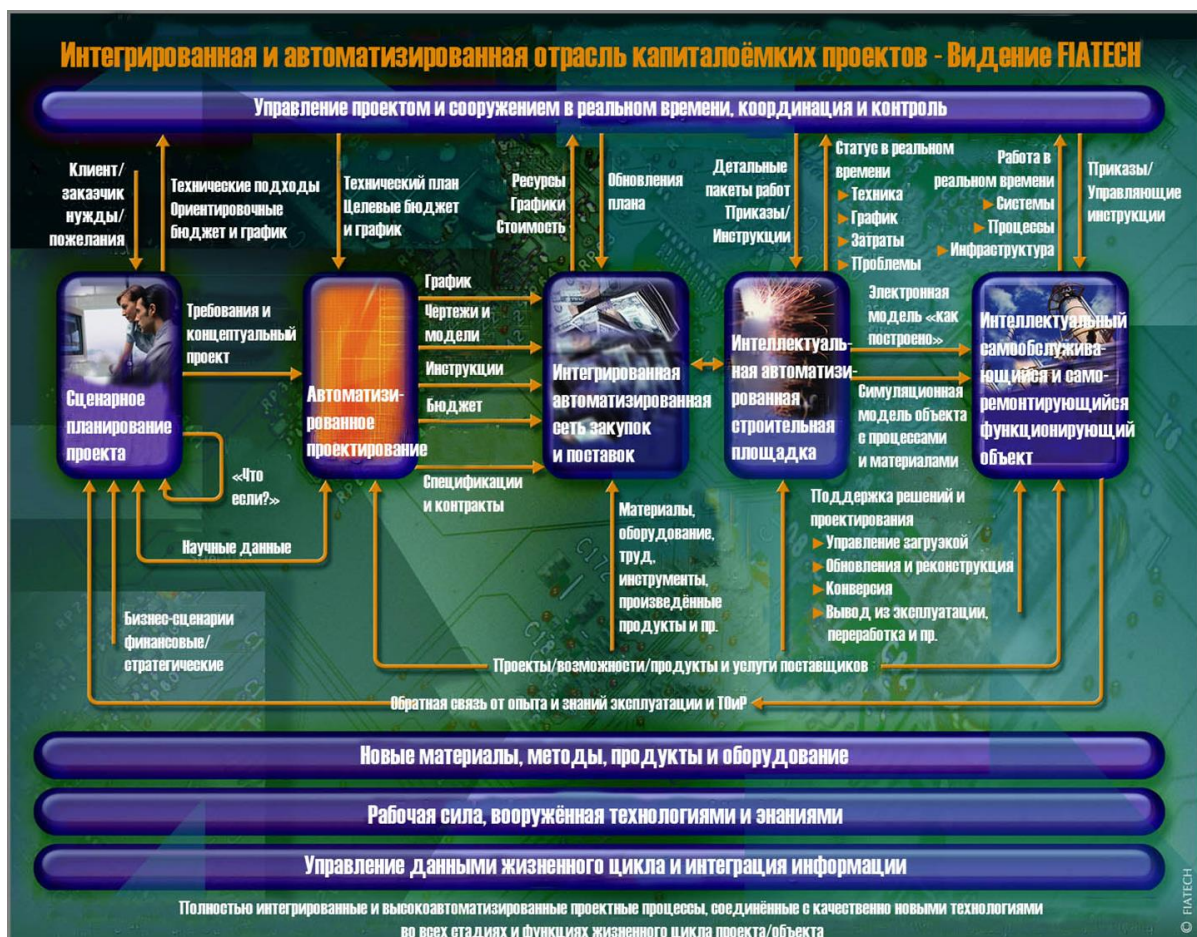 Интегрированная и автоматизированная отрасль капиталоёмких проектов - Видение FIATECH
Управление проектом и сооружением в реальном времени, координация и контроль
Клиент/
заказчик
нужды/
пожелания
Технические подходы
Ориентировочные
бюджет и график
Технический план
Целевые бюджет
и график
Ресурсы
Графики
Стоимость
Обновления
плана
Детальные
пакеты работ
Приказы/
Инструкции
Статус в реальном
времени
Техника
График
Затраты
Проблемы
Работа в
реальном времени
Системы
Процессы
Инфраструктура
Приказы/
Управляющие
инструкции
Сценарное
планирование
проекта
Требования и
концептуальный
проект
Автоматизи-
рованное
проектирование
График
Чертежи и
модели
Инструкции
Бюджет
Спецификации
и контракты
Интегрированная
автоматизированная
сеть закупок
и поставок
Интеллектуаль-
ная автоматизи-
рованная
строительная
площадка
Электронная
модель «как
построено»
Симуляционная
модель объекта
с процессами
и материалами
Интеллектуальный
самообслужива-
ющийся и само-
ремонтирующийся
функционирующий
объект
«Что
если?»
Научные данные
Бизнес-сценарии
финансовые/
стратегические
Материалы,
оборудование,
труд,
инструменты,
произведённые
продукты и пр.
Поддержка решений и
проектирования
Управление загрузкой
Обновления и реконструкция
Конверсия
Вывод из эксплуатации,
переработка и пр.
Проекты/возможности/продукты и услуги поставщиков
Обратная связь от опыта и знаний эксплуатации и ТОиР
Новые материалы, методы, продукты и оборудование
Рабочая сила, вооружённая технологиями и знаниями
Управление данными жизненного цикла и интеграция информации
Полностью интегрированные и высокоавтоматизированные проектные процессы, соединённые с качественно новыми технологиями
во всех стадиях и функциях жизненного цикла проекта/объекта
© FIATECH